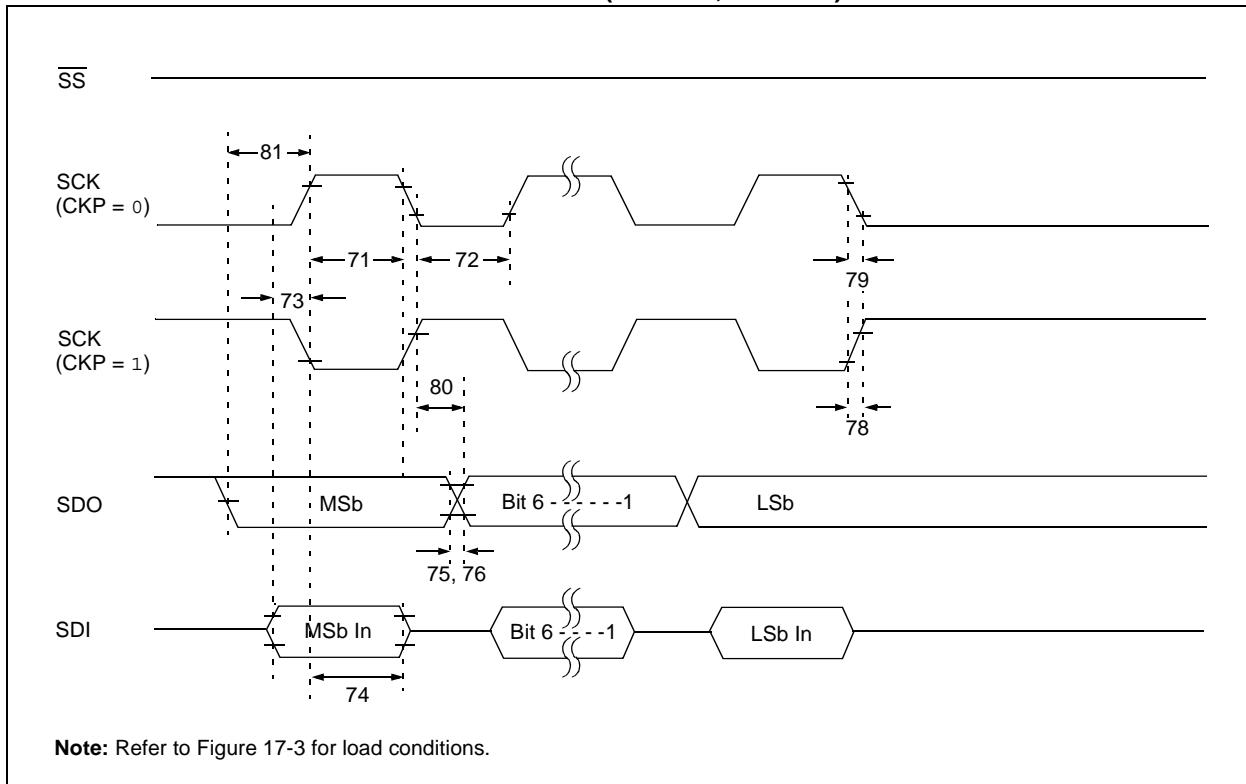 SS
81
SCK
(CKP = 0)
71
72
79
73
SCK
(CKP = 1)
80
78
SDO
MSb
Bit 6 - - - - - -1
LSb
75, 76
SDI
MSb In
Bit 6 - - - - -1
LSb In
74
Note: Refer to Figure 17-3 for load conditions.